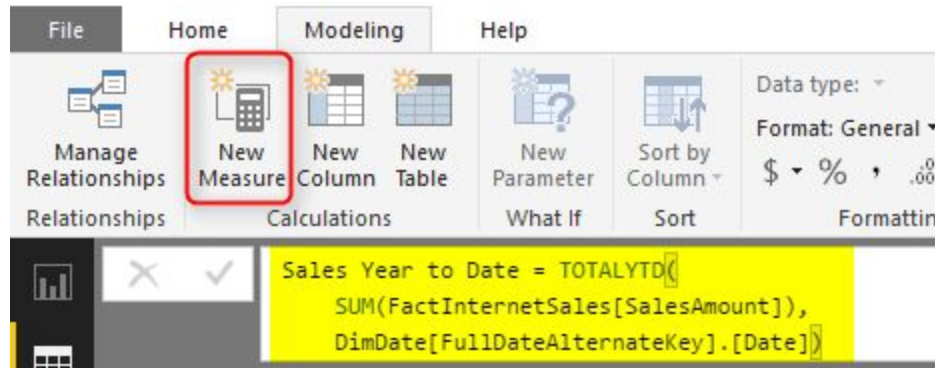 File Home Modeling Help
Manage Relationships
New Measure
New Column
New Table
New Parameter
Sort by Column
Data type:
Format: General
$ % , .00
Relationships Calculations What If Sort Formattin
Sales Year to Date = TOTALYTD(
SUM(FactInternetSales[SalesAmount]),
DimDate[FullDateAlternateKey].[Date])